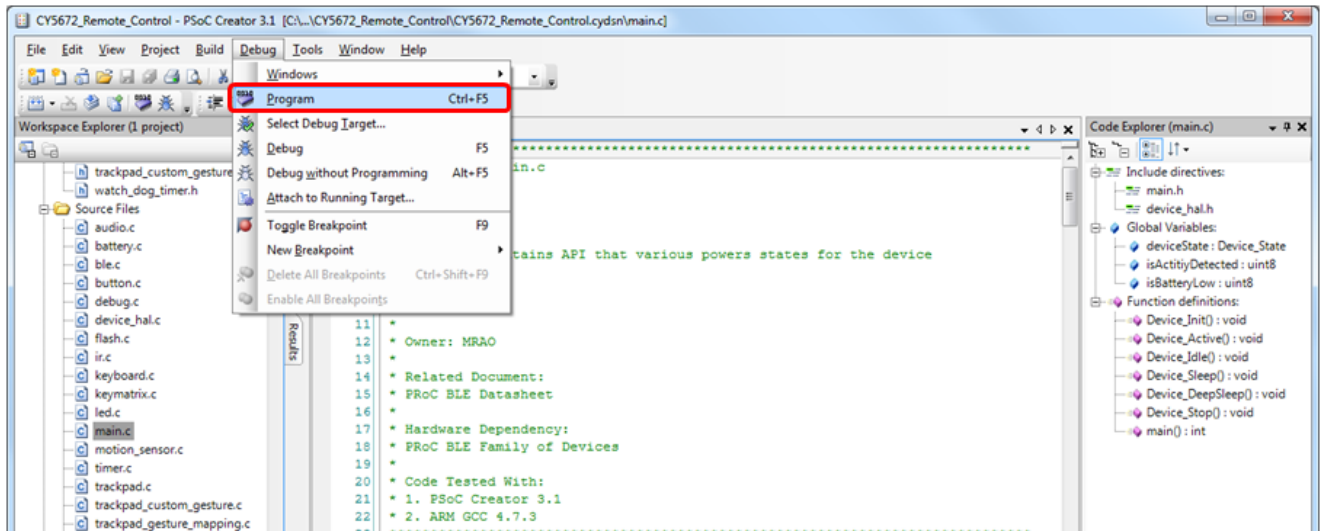 CY5672_Remote_Control - PSoC Creator 3.1 [C:\...\CY5672_Remote_Control\CY5672_Remote_Control.cydsn\main.c]
File Edit View Project Build Debug Tools Window Help
Windows
Program Ctrl+F5
Select Debug Target...
Debug F5
Debug without Programming Alt+F5
Attach to Running Target...
Toggle Breakpoint F9
New Breakpoint
Delete All Breakpoints Ctrl+Shift+F9
Enable All Breakpoints
Workspace Explorer (1 project)
trackpad_custom_gesture
watch_dog_timer.h
Source Files
audio.c
battery.c
ble.c
button.c
debug.c
device_hal.c
flash.c
ir.c
keyboard.c
keymatrix.c
led.c
main.c
motion_sensor.c
timer.c
trackpad.c
trackpad_custom_gesture.c
trackpad_gesture_mapping.c
Results
in.c
tains API that various powers states for the device
11 *
12 * Owner: MRAO
13 *
14 * Related Document:
15 * PRoC BLE Datasheet
16 *
17 * Hardware Dependency:
18 * PRoC BLE Family of Devices
19 *
20 * Code Tested With:
21 * 1. PSoC Creator 3.1
22 * 2. ARM GCC 4.7.3
Code Explorer (main.c)
Include directives:
main.h
device_hal.h
Global Variables:
deviceState : Device_State
isActitiyDetected : uint8
isBatteryLow : uint8
Function definitions:
Device_Init() : void
Device_Active() : void
Device_Idle() : void
Device_Sleep() : void
Device_DeepSleep() : void
Device_Stop() : void
main() : int